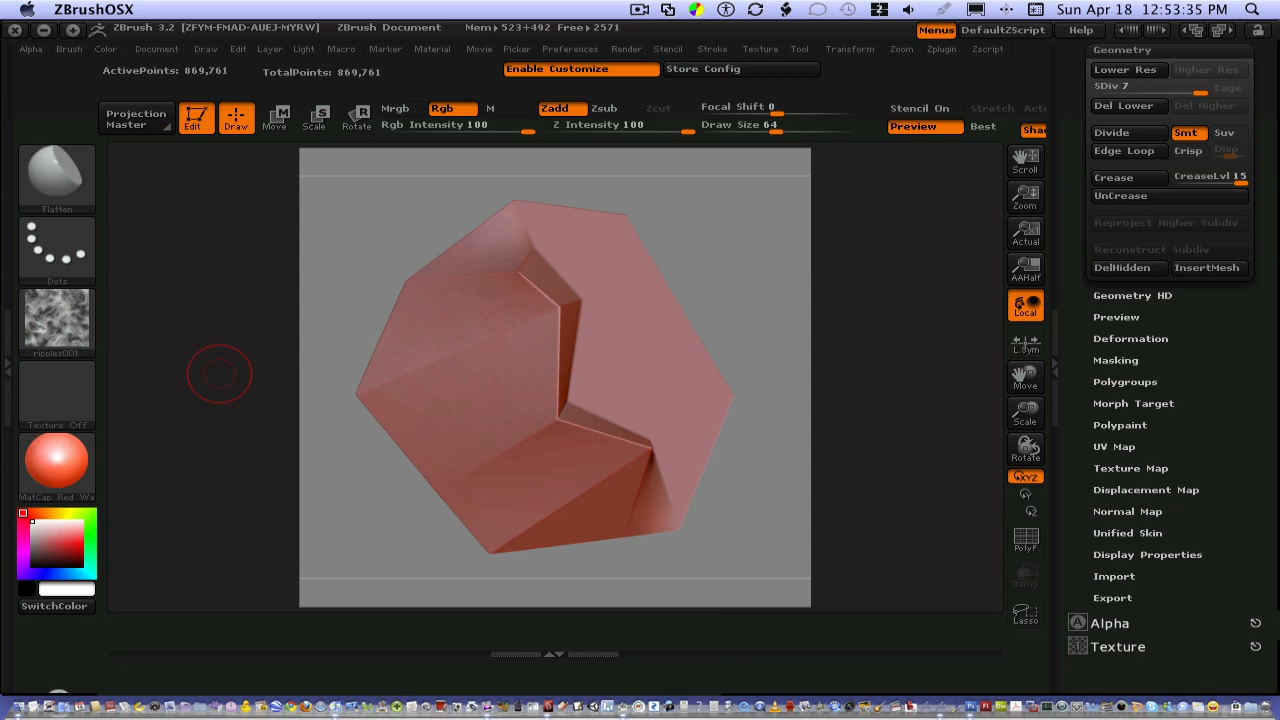 ZBrushOSX
Sun Apr 18 12:53:35 PM
ZBrush 3.2 [ZFYM-FMAD-AUEJ-MYRW] ZBrush Document Mem▸523+492 Free▸2571
Menus DefaultZScript Help
Alpha Brush Color Document Draw Edit Layer Light Macro Marker Material Movie Picker Preferences Render Stencil Stroke Texture Tool Transform Zoom Zplugin Zscript
ActivePoints: 869,761 TotalPoints: 869,761
Enable Customize Store Config
Projection Master
Edit
Draw
Move
Scale
Rotate
Mrgb Rgb M Zadd Zsub Zcut Focal Shift 0 Stencil On Stretch Actu
Rgb Intensity 100 Z Intensity 100 Draw Size 64 Preview Best Shad
Flatten
Dots
ripples001
Texture Off
MatCap Red Wa
SwitchColor
Scroll
Zoom
Actual
AAHalf
Local
L.Sym
Move
Scale
Rotate
XYZ
Y
Z
PolyF
Transp
Lasso
Geometry
Lower Res Higher Res
SDiv 7 Cage
Del Lower Del Higher
Divide Smt Suv
Edge Loop Crisp Disp
Crease CreaseLvl 15
UnCrease
Reproject Higher Subdiv
Reconstruct Subdiv
DelHidden InsertMesh
Geometry HD
Preview
Deformation
Masking
Polygroups
Morph Target
Polypaint
UV Map
Texture Map
Displacement Map
Normal Map
Unified Skin
Display Properties
Import
Export
Alpha
Texture